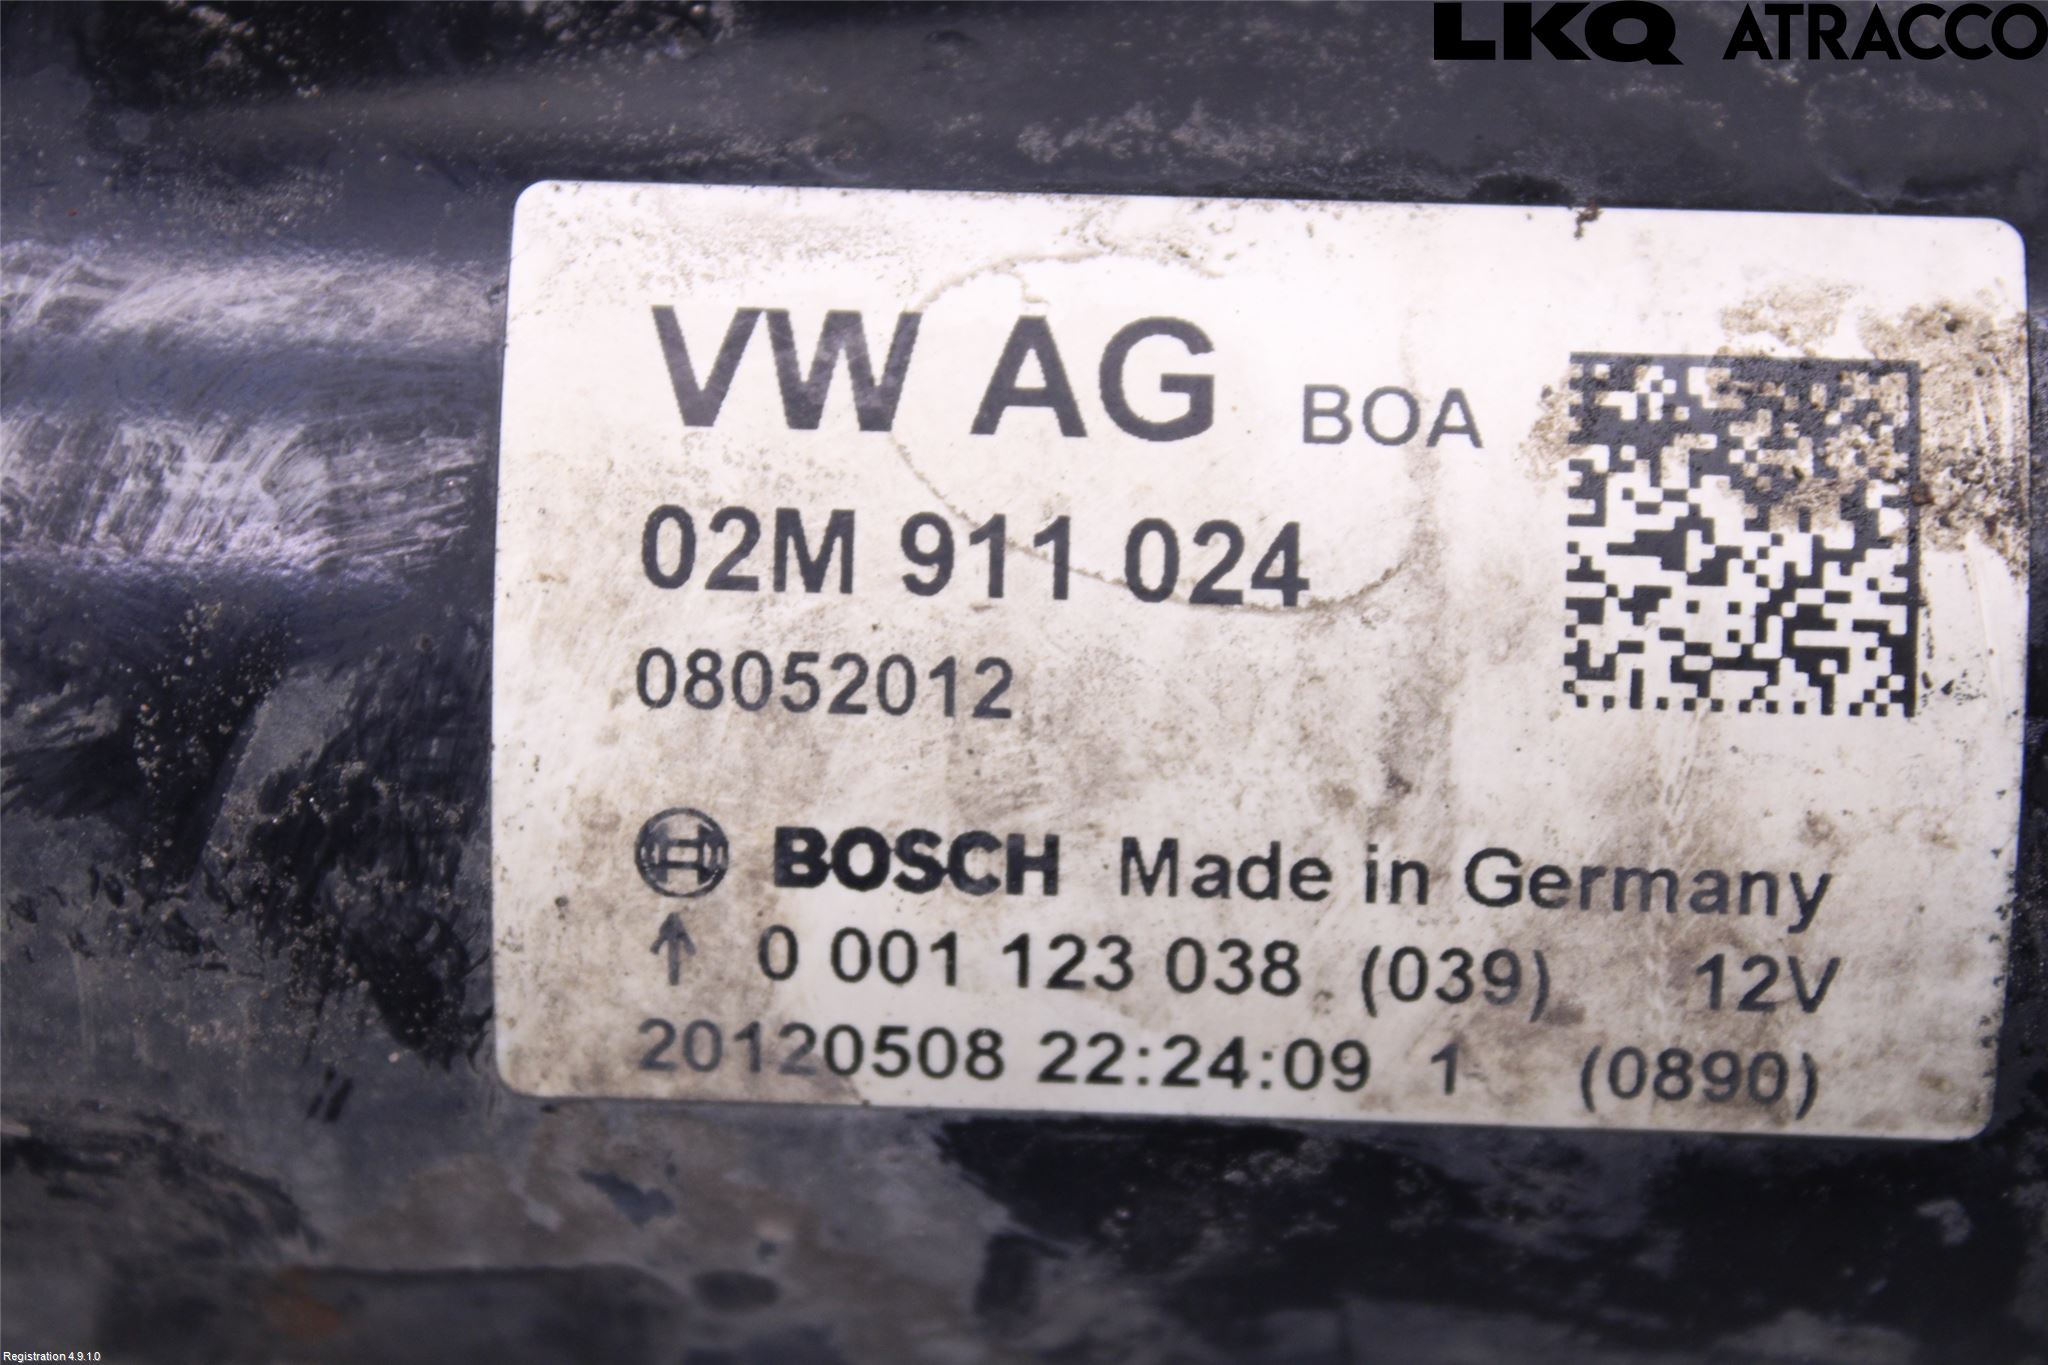 LKQ ATRACCO
VW AG BOA
02M 911 024
08052012
BOSCH Made in Germany
↑ 0 001 123 038 (039) 12V
20120508 22:24:09 1 (0890)
Registration 4.9.1.0